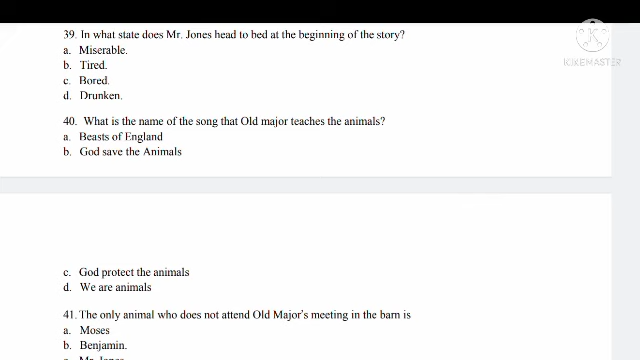 39. In what state does Mr. Jones head to bed at the beginning of the story?
a. Miserable.
b. Tired.
c. Bored.
d. Drunken.
40. What is the name of the song that Old major teaches the animals?
a. Beasts of England
b. God save the Animals
c. God protect the animals
d. We are animals
41. The only animal who does not attend Old Major's meeting in the barn is
a. Moses
b. Benjamin.
c. Mr. Jones
KINEMASTER